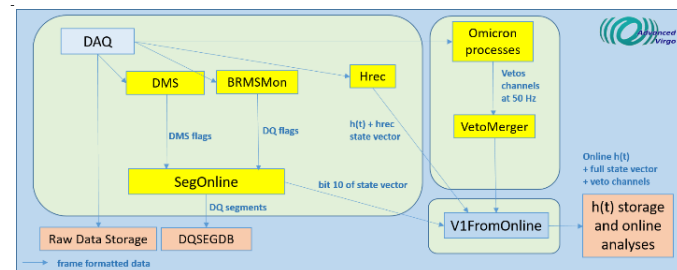 DAQ
Omicron
processes
Advanced
Virgo
DMS
BRMSMon
Hrec
Vetos
channels
at 50 Hz
VetoMerger
DMS flags
DQ flags
h(t) + hrec
state vector
Online h(t)
+ full state vector
+ veto channels
SegOnline
bit 10 of state vector
DQ segments
V1FromOnline
h(t) storage
and online
analyses
Raw Data Storage
DQSEGDB
frame formatted data